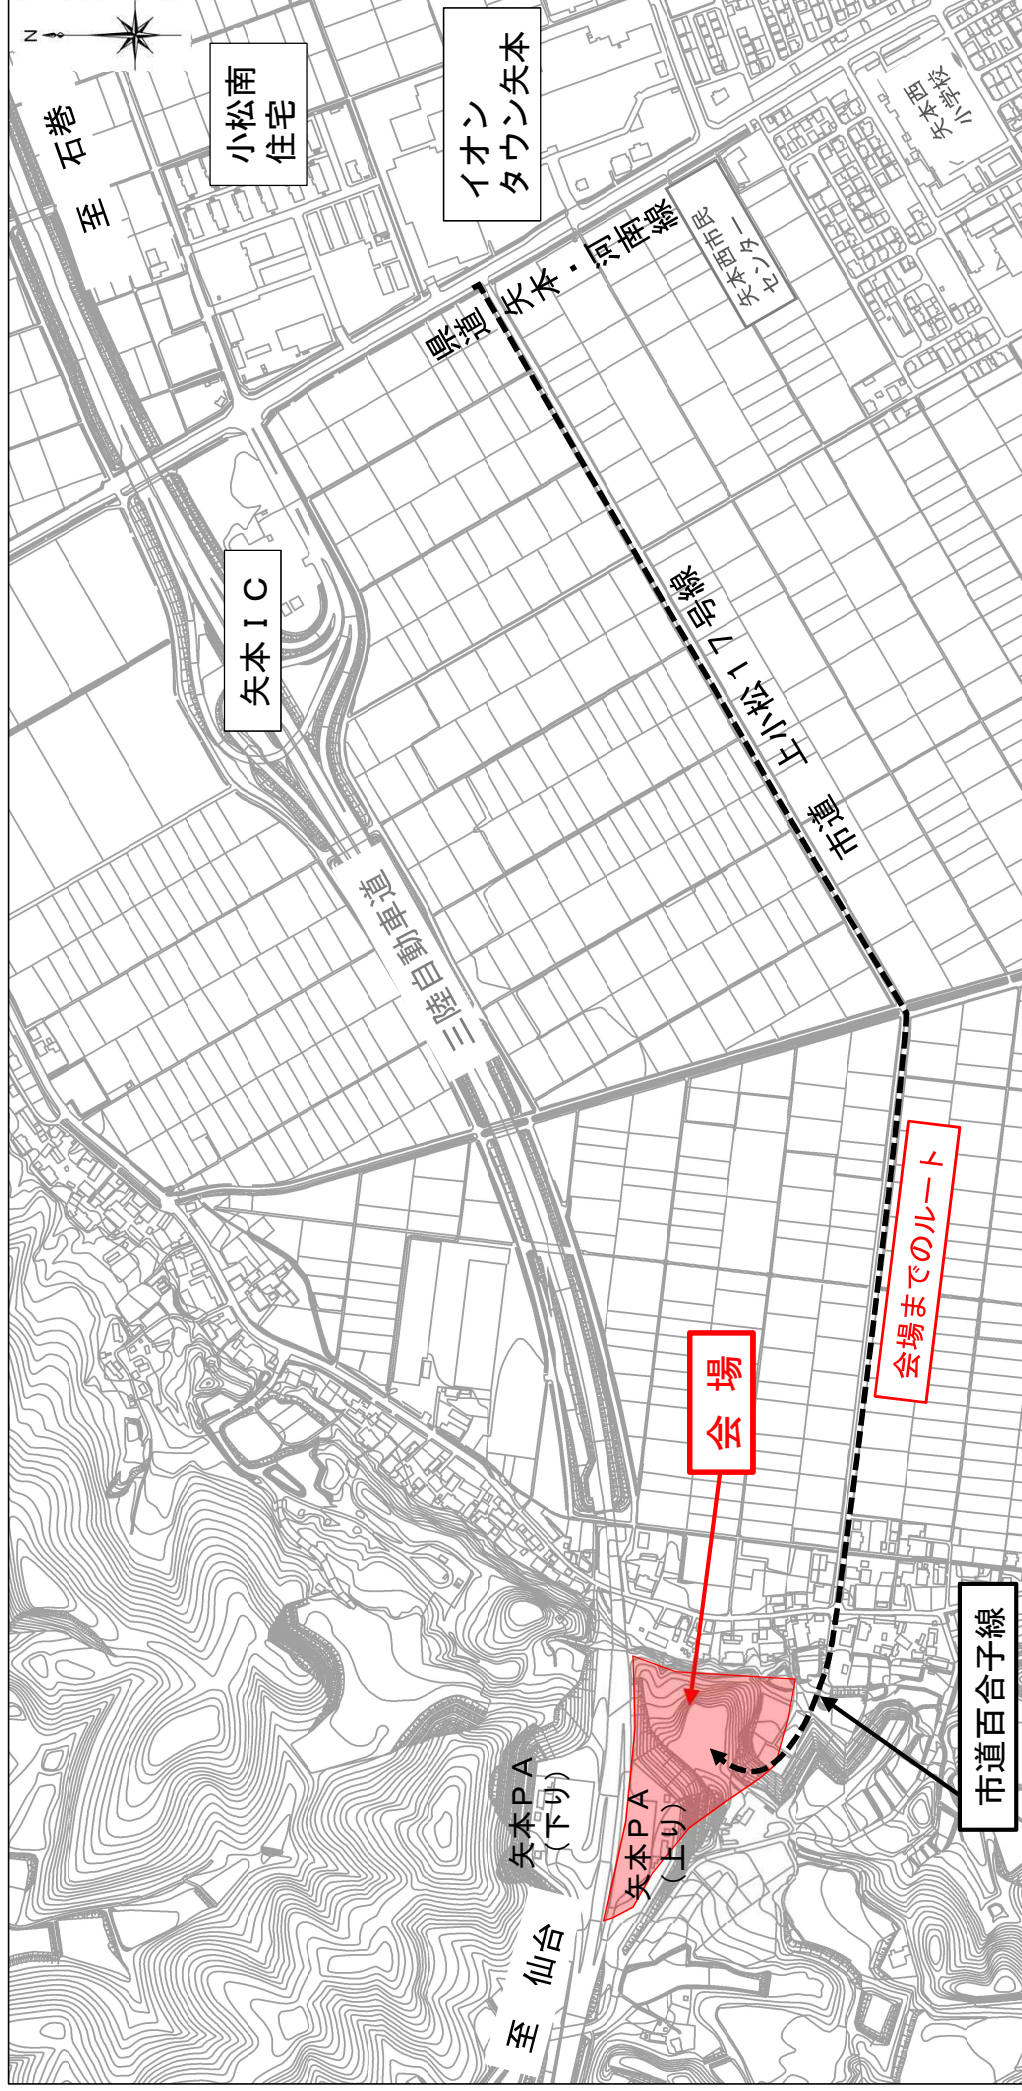 N
至 石巻
小松南
住宅
イオン
タウン矢本
矢本ＩＣ
県道 矢本・河南線
矢本西市民
センター
矢本西
小学校
三陸自動車道
市道 上小松１７号線
会場までのルート
会 場
矢本ＰＡ
（下り）
矢本ＰＡ
（上り）
至 仙台
市道百合子線